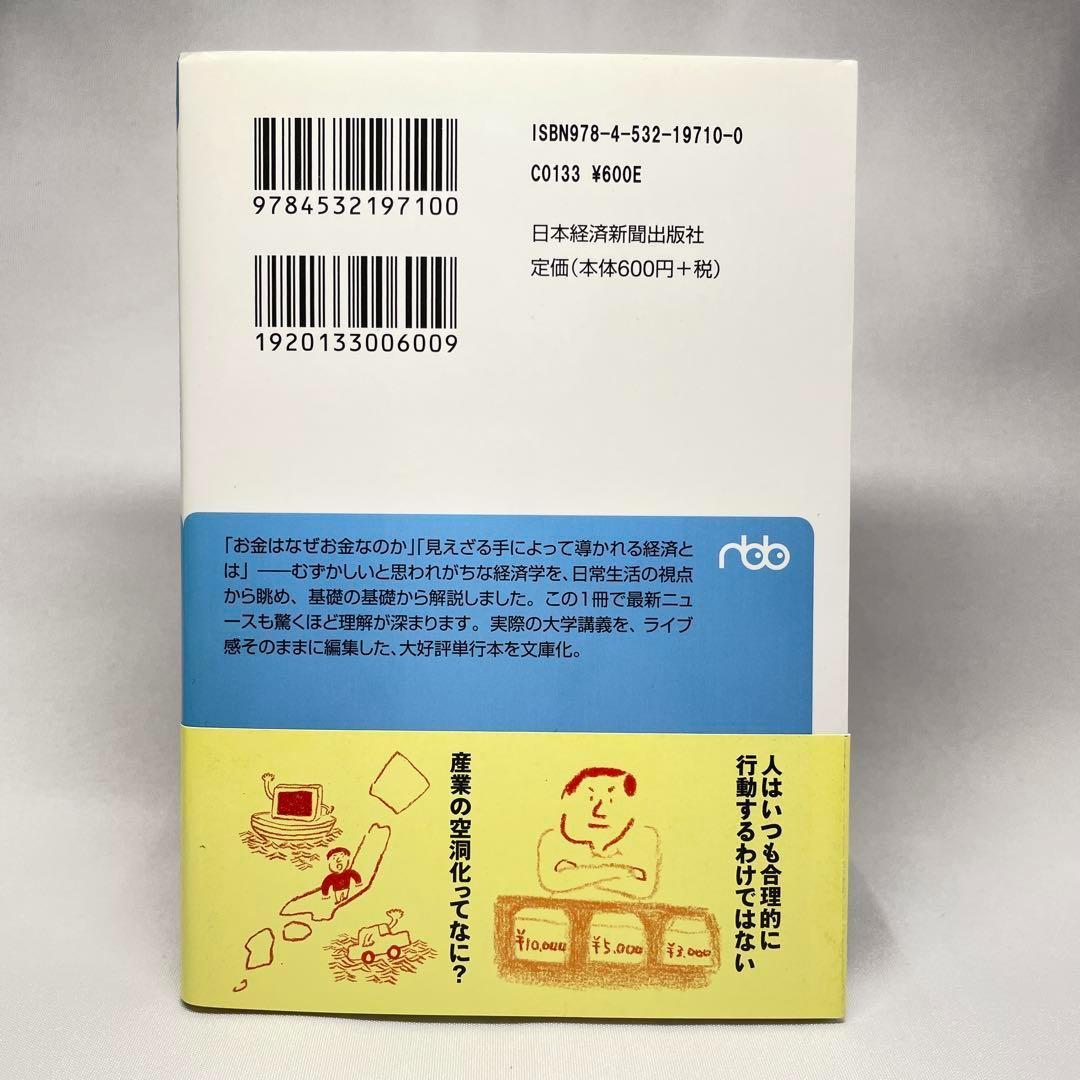 9784532197100
1920133006009
ISBN978-4-532-19710-0
C0133 ¥600E
日本経済新聞出版社
定価(本体600円+税)
「お金はなぜお金なのか」「見えざる手によって導かれる経済と
は」――むずかしいと思われがちな経済学を、日常生活の視点
から眺め、基礎の基礎から解説しました。この1冊で最新ニュ
ースも驚くほど理解が深まります。実際の大学講義を、ライブ
感そのままに編集した、大好評単行本を文庫化。
nbb
人はいつも合理的に
行動するわけではない
¥10,000
¥5,000
¥3,000
産業の空洞化ってなに?